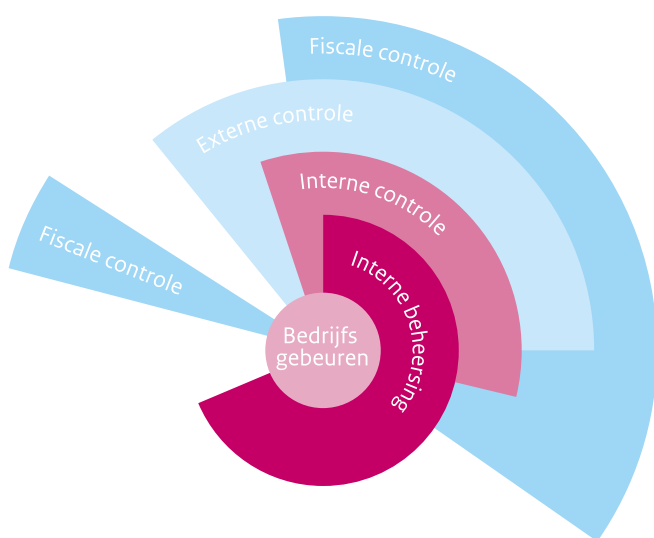 Fiscale controle
Externe controle
Interne controle
Fiscale controle
Interne beheersing
Bedrijfs
gebeuren